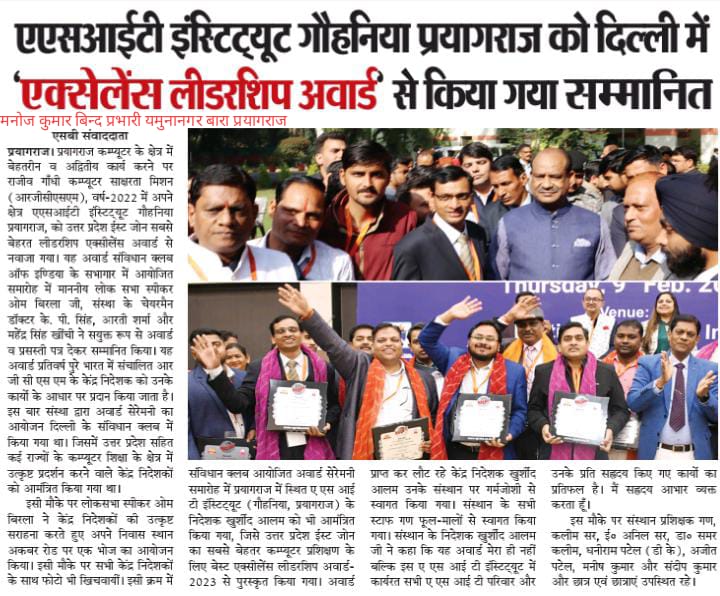 एएसआईटी इंस्टिट्यूट गौहनिया प्रयागराज को दिल्ली में
'एक्सेलेंस लीडरशिप अवार्ड' से किया गया सम्मानित
मनोज कुमार बिन्द प्रभारी यमुनानगर बारा प्रयागराज
एसबी संवाददाता
प्रयागराज। प्रयागराज कम्प्यूटर के क्षेत्र में
बेहतरीन व अद्वितीय कार्य करने पर
राजीव गाँधी कम्प्यूटर साक्षरता मिशन
(आरजीसीएसएम), वर्ष-2022 में अपने
क्षेत्र एएसआईटी इंस्टिट्यूट गौहनिया
प्रयागराज, को उत्तर प्रदेश ईस्ट जोन सबसे
बेहरत लीडरशिप एक्सीलेंस अवार्ड से
नवाजा गया। यह अवार्ड संविधान क्लब
ऑफ इण्डिया के सभागार में आयोजित
समारोह में माननीय लोक सभा स्पीकर
ओम बिरला जी, संस्था के चेयरमैन
डॉक्टर के. पी. सिंह, आरती शर्मा और
महेंद्र सिंह खींची ने सयुक्त रूप से अवार्ड
व प्रसस्ती पत्र देकर सम्मानित किया। यह
अवार्ड प्रतिवर्ष पुरे भारत में संचालित आर
जी सी एस एम के केंद्र निदेशक को उनके
कार्यो के आधार पर प्रदान किया जाता है।
इस बार संस्था द्वारा अवार्ड सेरेमनी का
आयोजन दिल्ली के संविधान क्लब में
किया गया था। जिसमें उत्तर प्रदेश सहित
कई राज्यों के कम्प्यूटर शिक्षा के क्षेत्र में
उत्कृष्ट प्रदर्शन करने वाले केंद्र निदेशकों
को आमंत्रित किया गया था।
इसी मौके पर लोकसभा स्पीकर ओम
बिरला ने केंद्र निदेशकों की उत्कृष्ट
सराहना करते हुए अपने निवास स्थान
अकबर रोड पर एक भोज का आयोजन
किया। इसी मौके पर सभी केंद्र निदेशकों
के साथ फोटो भी खिचवायीं। इसी क्रम में
Thursday, 9 Feb. 20
Venue:
संविधान क्लब आयोजित अवार्ड सेरेमनी
समारोह में प्रयागराज में स्थित ए एस आई
टी इंस्टिट्यूट (गौहनिया, प्रयागराज) के
निदेशक खुर्शीद आलम को भी आमंत्रित
किया गया, जिसे उत्तर प्रदेश ईस्ट जोन
का सबसे बेहतर कम्प्यूटर प्रशिक्षण के
लिए बेस्ट एक्सीलेंस लीडरशिप अवार्ड-
2023 से पुरस्कृत किया गया। अवार्ड
प्राप्त कर लौट रहे केंद्र निदेशक खुर्शीद
आलम उनके संस्थान पर गर्मजोशी से
स्वागत किया गया। संस्थान के सभी
स्टाफ गण फूल-मालों से स्वागत किया
गया। संस्थान के निदेशक खुर्शीद आलम
जी ने कहा कि यह अवार्ड मेरा ही नहीं
बल्कि इस ए एस आई टी इंस्टिट्यूट में
कार्यरत सभी ए एस आई टी परिवार और
उनके प्रति सह्रदय किए गए कार्यो का
प्रतिफल है। मैं सह्रदय आभार व्यक्त
करता हूँ।
इस मौके पर संस्थान प्रशिक्षक गण,
कलीम सर, ई० अनिल सर, डा० समर
कलीम, धनीराम पटेल (डी के), अजीत
पटेल, मनीष कुमार और संदीप कुमार
और छात्र एवं छात्राएं उपस्थित रहे।